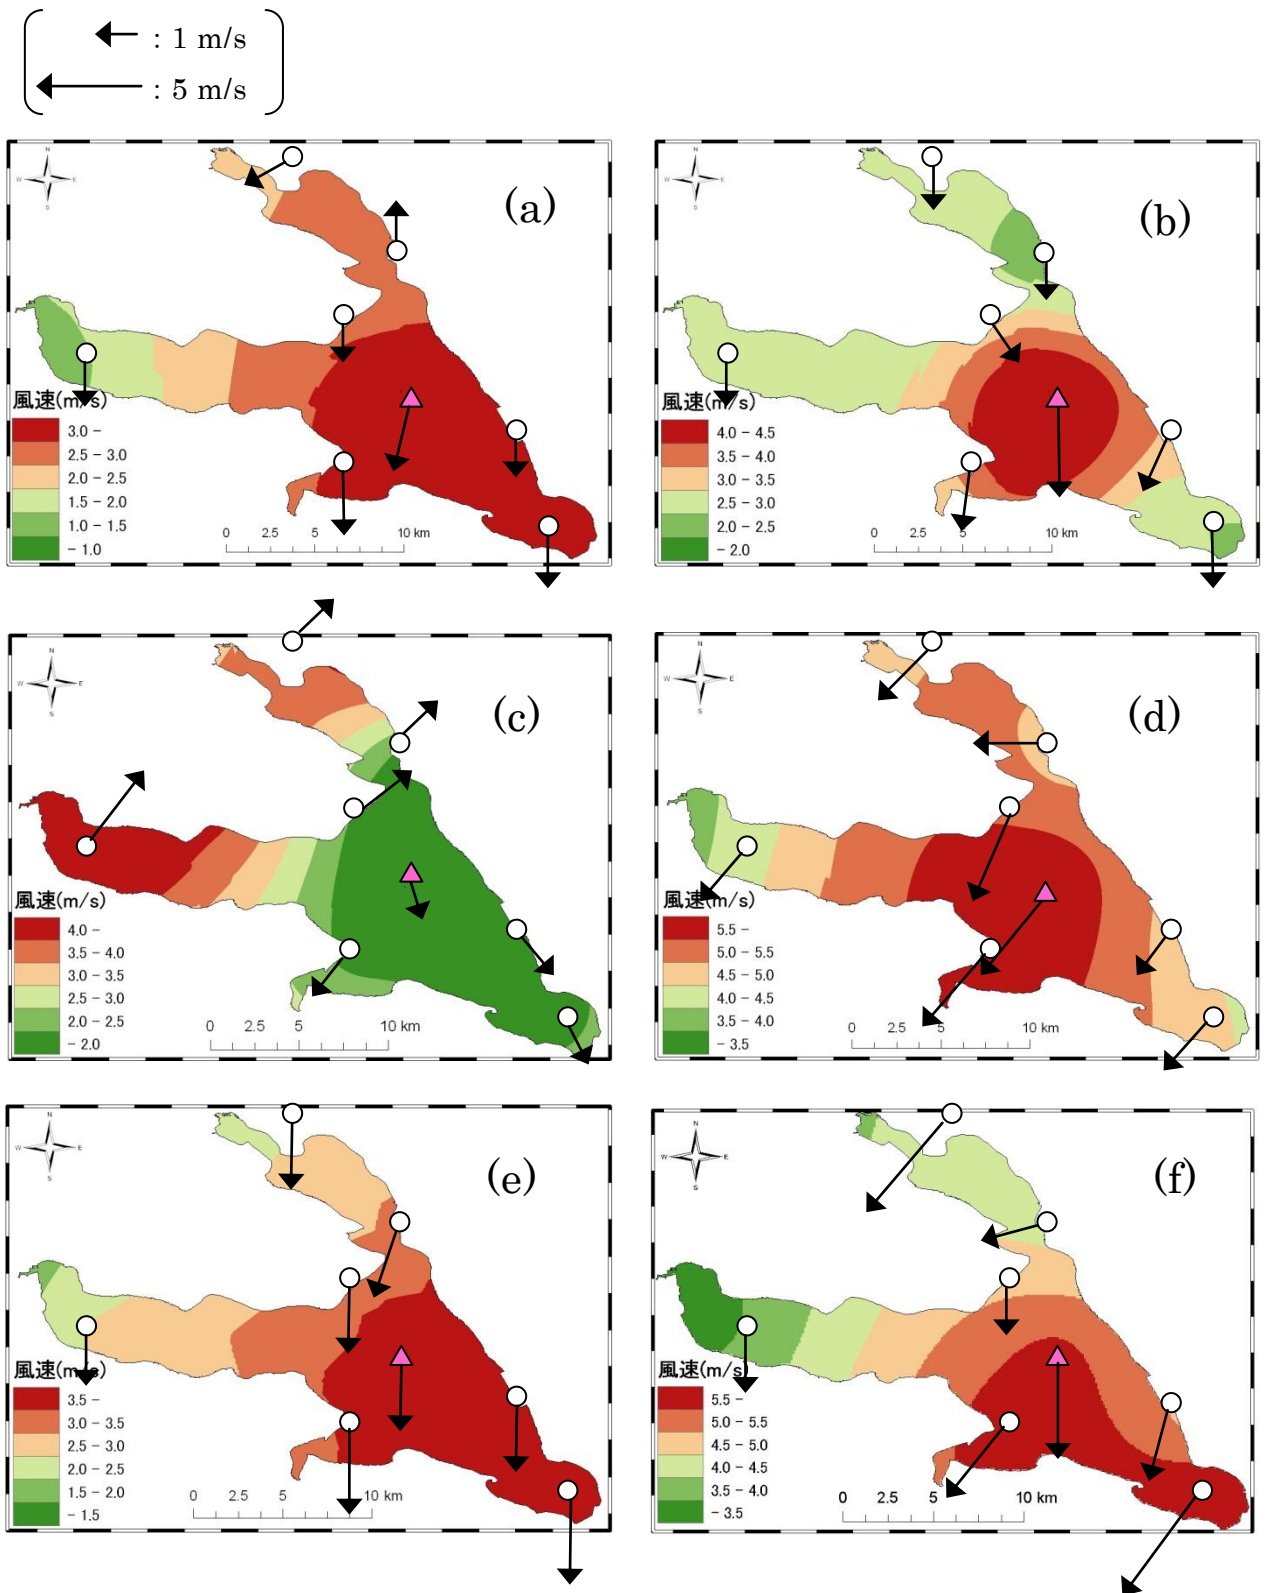 : 1 m/s
: 5 m/s
N
W E
S
(a)
風速(m/s)
3.0 -
2.5 - 3.0
2.0 - 2.5
1.5 - 2.0
1.0 - 1.5
- 1.0
0 2.5 5 10 km
N
W E
S
(b)
風速(m/s)
4.0 - 4.5
3.5 - 4.0
3.0 - 3.5
2.5 - 3.0
2.0 - 2.5
- 2.0
0 2.5 5 10 km
N
W E
S
(c)
風速(m/s)
4.0 -
3.5 - 4.0
3.0 - 3.5
2.5 - 3.0
2.0 - 2.5
- 2.0
0 2.5 5 10 km
N
W E
S
(d)
風速(m/s)
5.5 -
5.0 - 5.5
4.5 - 5.0
4.0 - 4.5
3.5 - 4.0
- 3.5
0 2.5 5 10 km
N
W E
S
(e)
風速(m/s)
3.5 -
3.0 - 3.5
2.5 - 3.0
2.0 - 2.5
1.5 - 2.0
- 1.5
0 2.5 5 10 km
N
W E
S
(f)
風速(m/s)
5.5 -
5.0 - 5.5
4.5 - 5.0
4.0 - 4.5
3.5 - 4.0
- 3.5
0 2.5 5 10 km